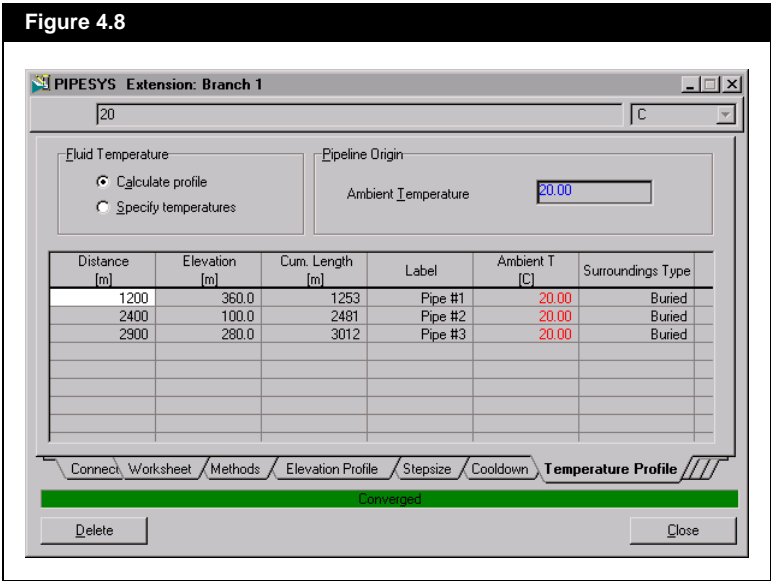 Figure 4.8
PIPESYS Extension: Branch 1
20 C
Fluid Temperature
Calculate profile
Specify temperatures
Pipeline Origin
Ambient Temperature 20.00
Distance [m] Elevation [m] Cum. Length [m] Label Ambient T [C] Surroundings Type
1200 360.0 1253 Pipe #1 20.00 Buried
2400 100.0 2481 Pipe #2 20.00 Buried
2900 280.0 3012 Pipe #3 20.00 Buried
Connect Worksheet Methods Elevation Profile Stepsize Cooldown Temperature Profile
Converged
Delete Close